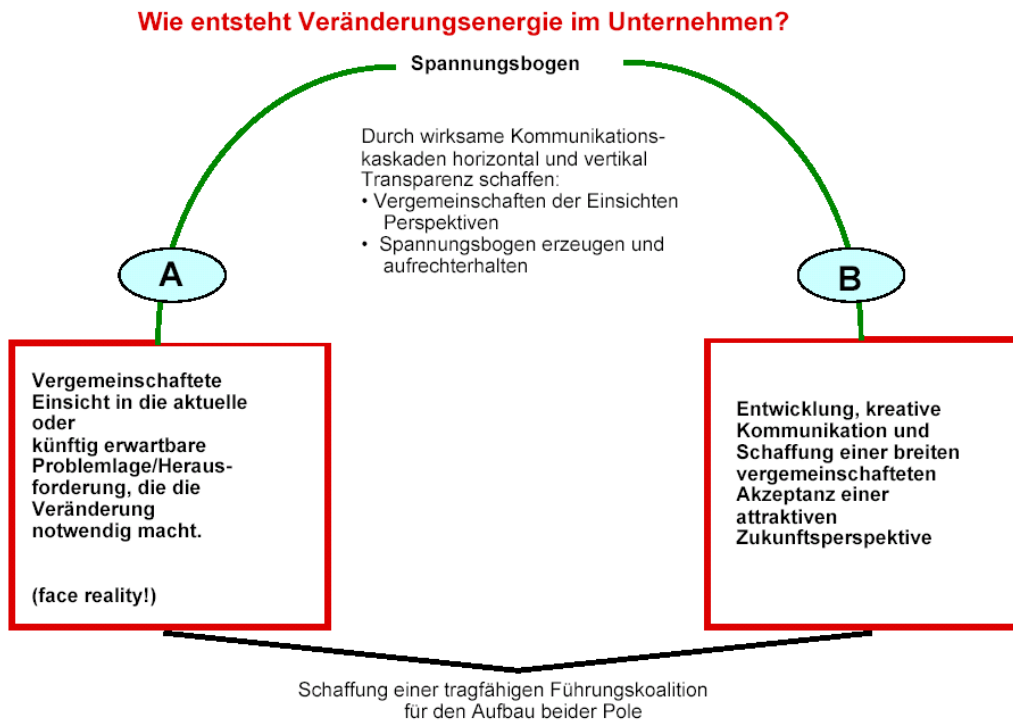 Wie entsteht Veränderungsenergie im Unternehmen?
Spannungsbogen
Durch wirksame Kommunikations-
kaskaden horizontal und vertikal
Transparenz schaffen:
• Vergemeinschaften der Einsichten
Perspektiven
• Spannungsbogen erzeugen und
aufrechterhalten
A
B
Vergemeinschaftete
Einsicht in die aktuelle
oder
künftig erwartbare
Problemlage/Heraus-
forderung, die die
Veränderung
notwendig macht.
(face reality!)
Entwicklung, kreative
Kommunikation und
Schaffung einer breiten
vergemeinschafteten
Akzeptanz einer
attraktiven
Zukunftsperspektive
Schaffung einer tragfähigen Führungskoalition
für den Aufbau beider Pole